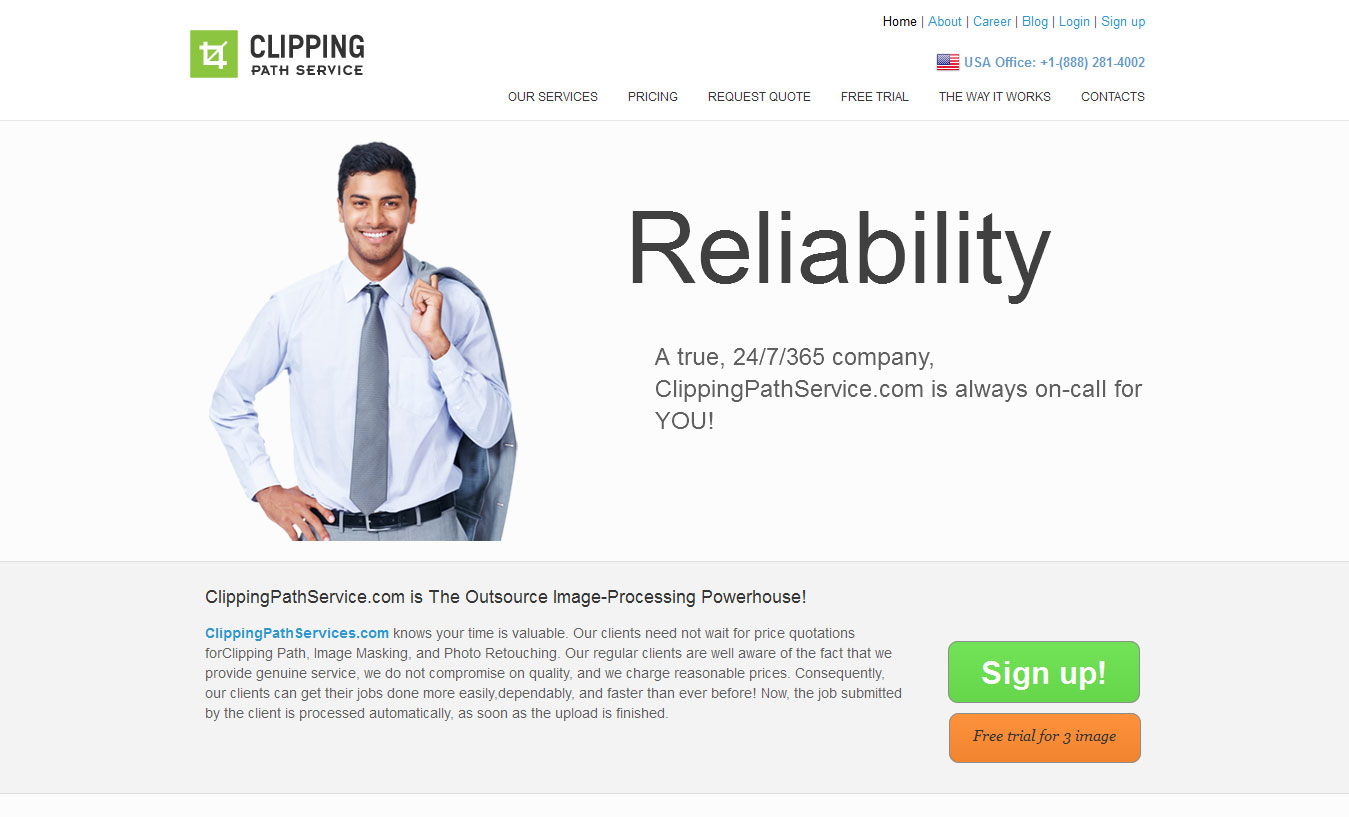 Home | About | Career | Blog | Login | Sign up
CLIPPING
PATH SERVICE
USA Office: +1-(888) 281-4002
OUR SERVICES PRICING REQUEST QUOTE FREE TRIAL THE WAY IT WORKS CONTACTS
Reliability
A true, 24/7/365 company,
ClippingPathService.com is always on-call for
YOU!
ClippingPathService.com is The Outsource Image-Processing Powerhouse!
ClippingPathServices.com knows your time is valuable. Our clients need not wait for price quotations
forClipping Path, Image Masking, and Photo Retouching. Our regular clients are well aware of the fact that we
provide genuine service, we do not compromise on quality, and we charge reasonable prices. Consequently,
our clients can get their jobs done more easily,dependably, and faster than ever before! Now, the job submitted
by the client is processed automatically, as soon as the upload is finished.
Sign up!
Free trial for 3 image